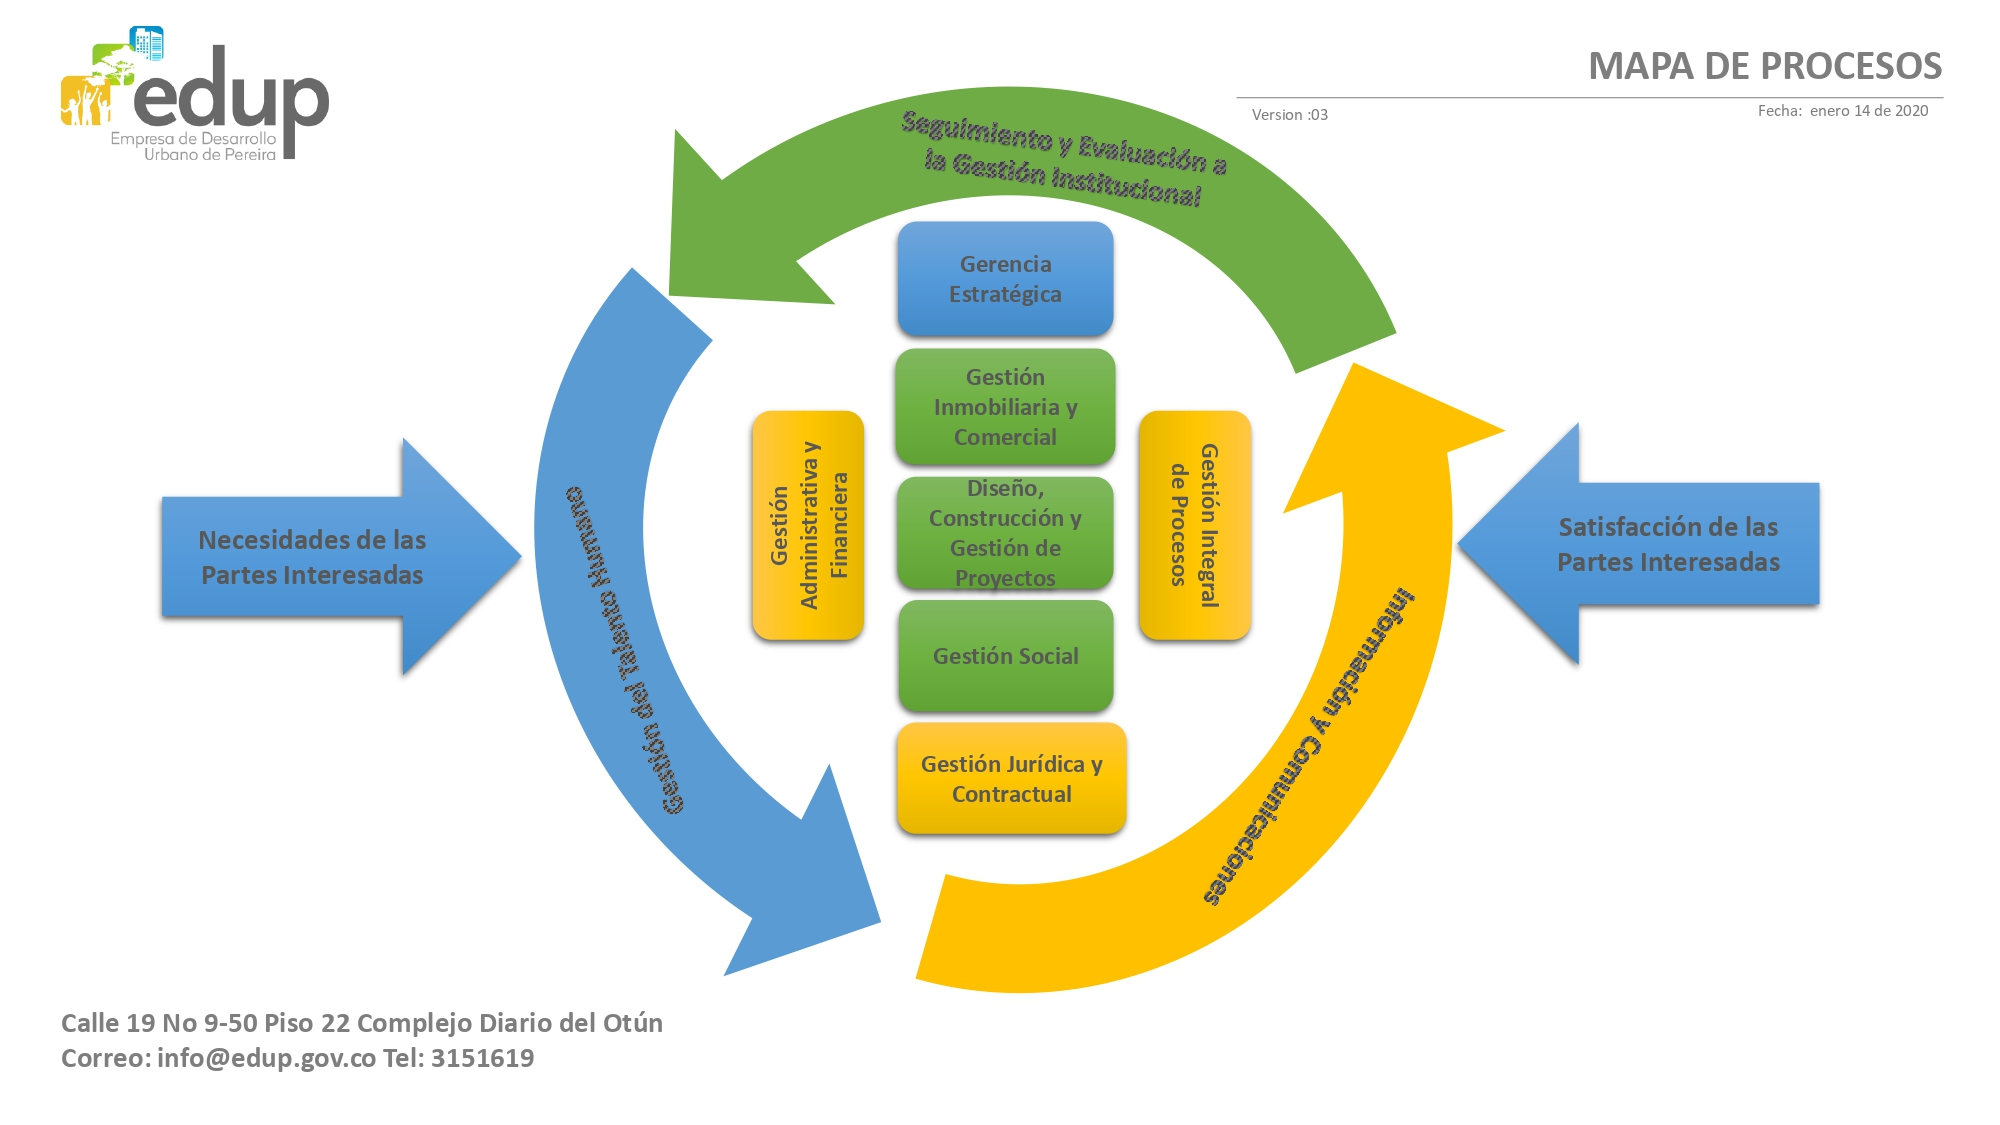 edup
Empresa de Desarrollo
Urbano de Pereira
MAPA DE PROCESOS
Version :03
Fecha: enero 14 de 2020
Seguimiento y Evaluación a
la Gestión Institucional
Gerencia
Estratégica
Gestión
Inmobiliaria y
Comercial
Diseño,
Construcción y
Gestión de
Proyectos
Gestión Social
Gestión Jurídica y
Contractual
Gestión
Administrativa y
Financiera
Gestión Integral
de Procesos
Necesidades de las
Partes Interesadas
Gestión del Talento Humano
Información y Comunicaciones
Satisfacción de las
Partes Interesadas
Calle 19 No 9-50 Piso 22 Complejo Diario del Otún
Correo: info@edup.gov.co Tel: 3151619